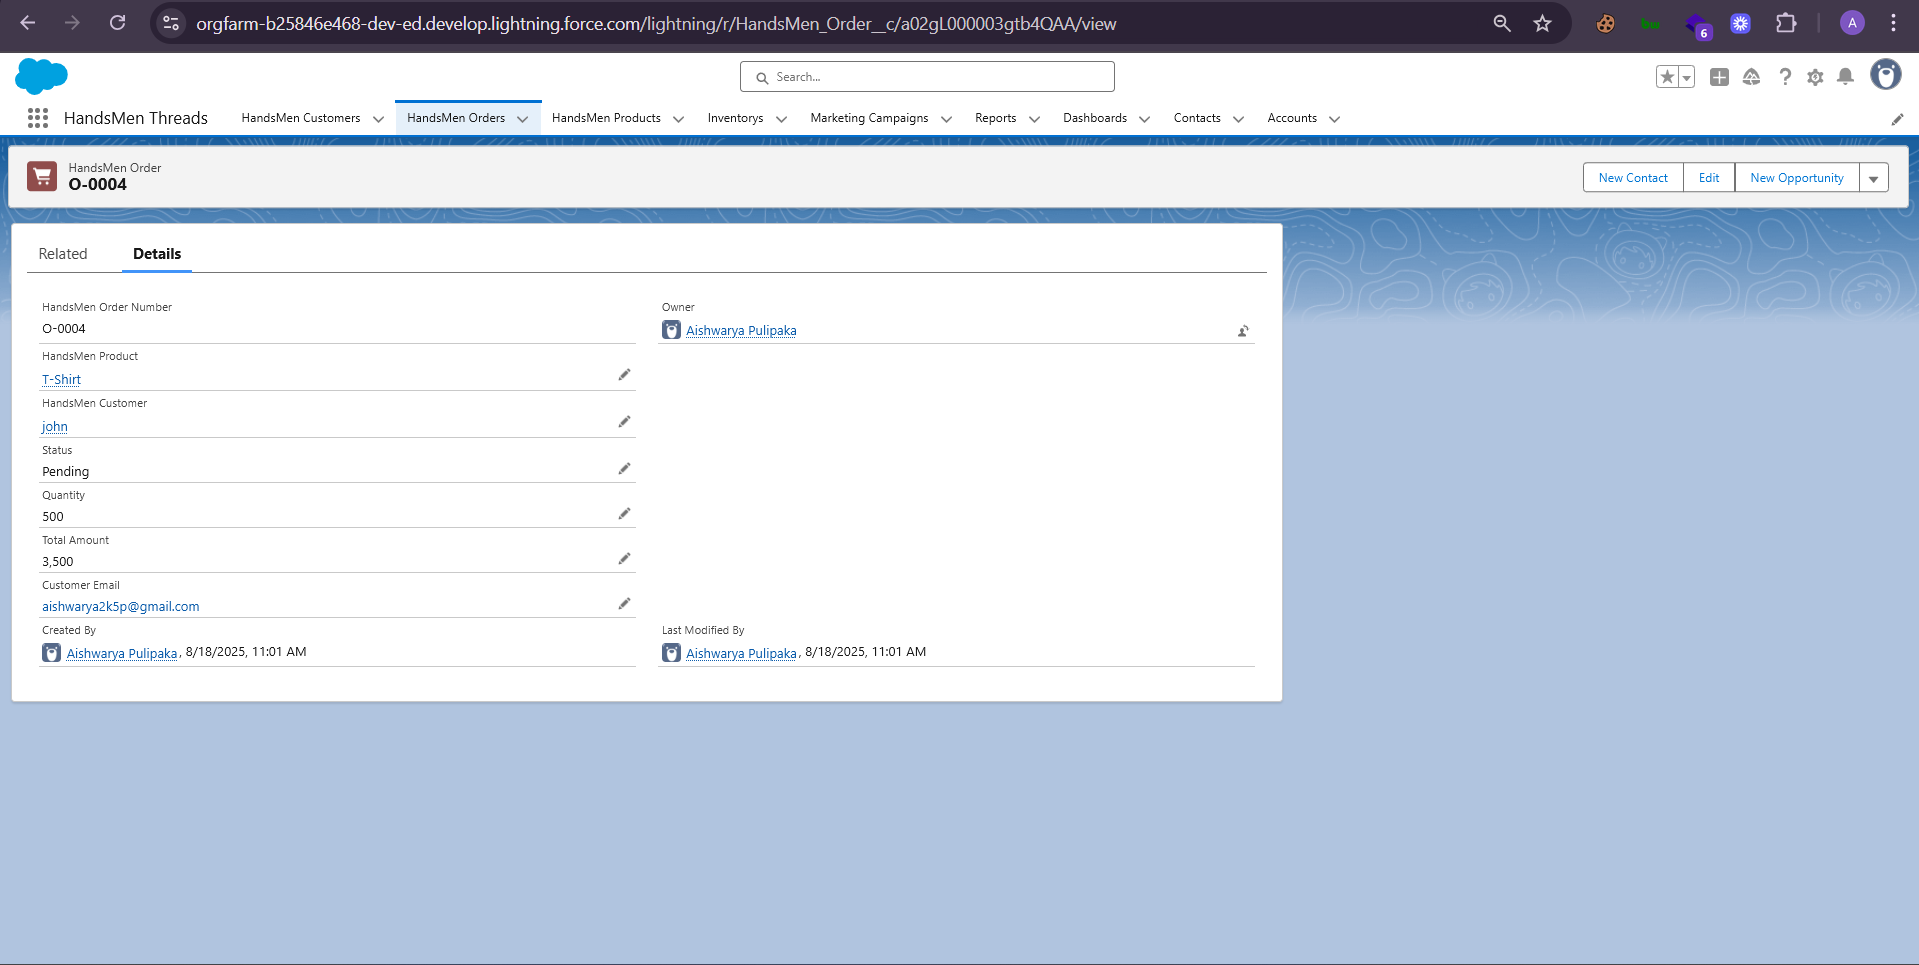 orgfarm-b25846e468-dev-ed.develop.lightning.force.com/lightning/r/HandsMen_Order__c/a02gL000003gtb4QAA/view
6
A
Search...
HandsMen Threads
HandsMen Customers
HandsMen Orders
HandsMen Products
Inventorys
Marketing Campaigns
Reports
Dashboards
Contacts
Accounts
HandsMen Order
O-0004
New Contact
Edit
New Opportunity
Related
Details
HandsMen Order Number
O-0004
Owner
Aishwarya Pulipaka
HandsMen Product
T-Shirt
HandsMen Customer
john
Status
Pending
Quantity
500
Total Amount
3,500
Customer Email
aishwarya2k5p@gmail.com
Created By
Aishwarya Pulipaka, 8/18/2025, 11:01 AM
Last Modified By
Aishwarya Pulipaka, 8/18/2025, 11:01 AM